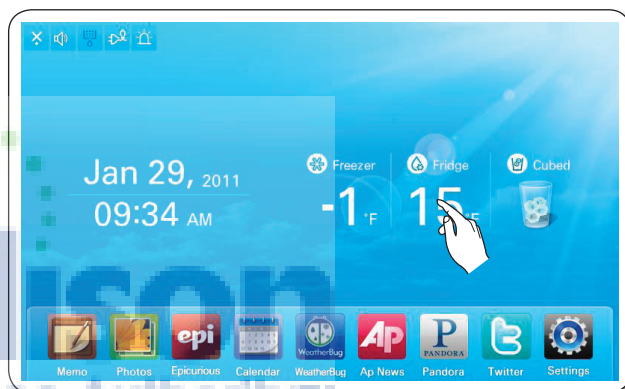 Freezer Fridge Cubed
Jan 29, 2011
-1°F 15°F
09:34 AM
epi WeatherBug AP P PANDORA
Memo Photos Epicurious Calendar WeatherBug Ap News Pandora Twitter Settings